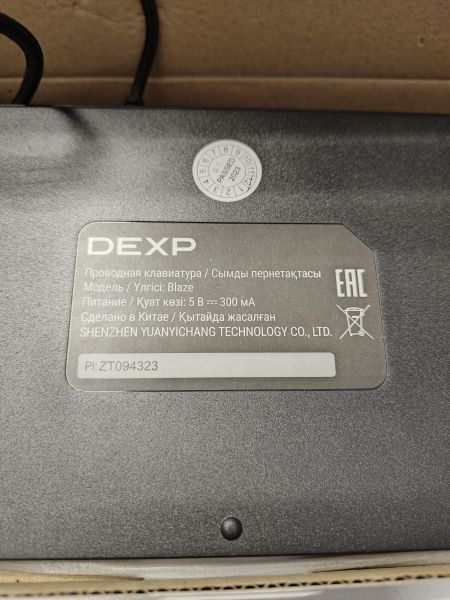 PASSED
2023
DEXP
Проводная клавиатура / Сымды пернетақтасы
Модель / Үлгісі: Blaze
Питание / Қуат көзі: 5 В ⎓ 300 мА
Сделано в Китае / Қытайда жасалған
SHENZHEN YUANYICHANG TECHNOLOGY CO., LTD.
EAC
PI: ZT094323